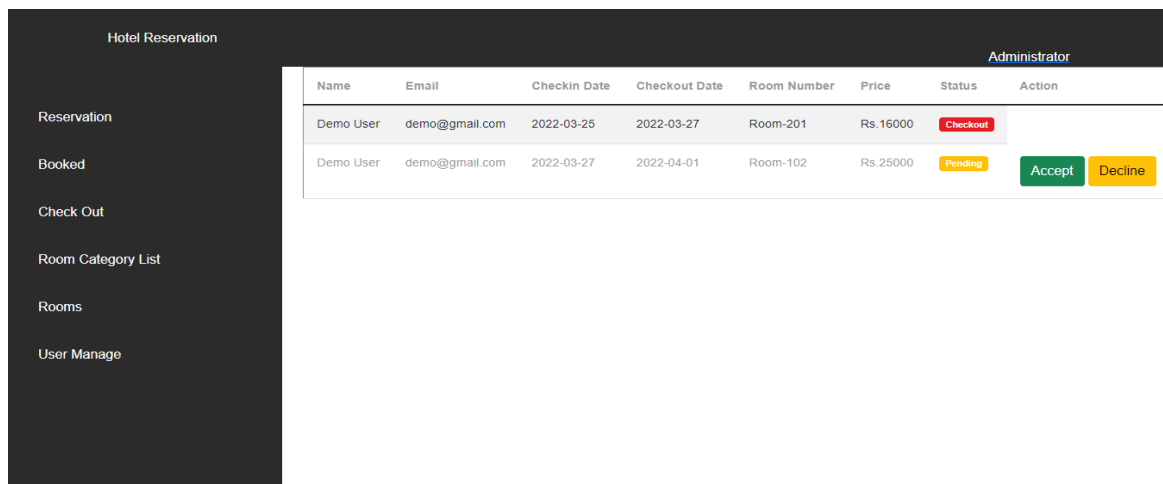 Hotel Reservation
Administrator
Reservation
Booked
Check Out
Room Category List
Rooms
User Manage
Name Email Checkin Date Checkout Date Room Number Price Status Action
Demo User demo@gmail.com 2022-03-25 2022-03-27 Room-201 Rs.16000 Checkout
Demo User demo@gmail.com 2022-03-27 2022-04-01 Room-102 Rs.25000 Pending Accept Decline